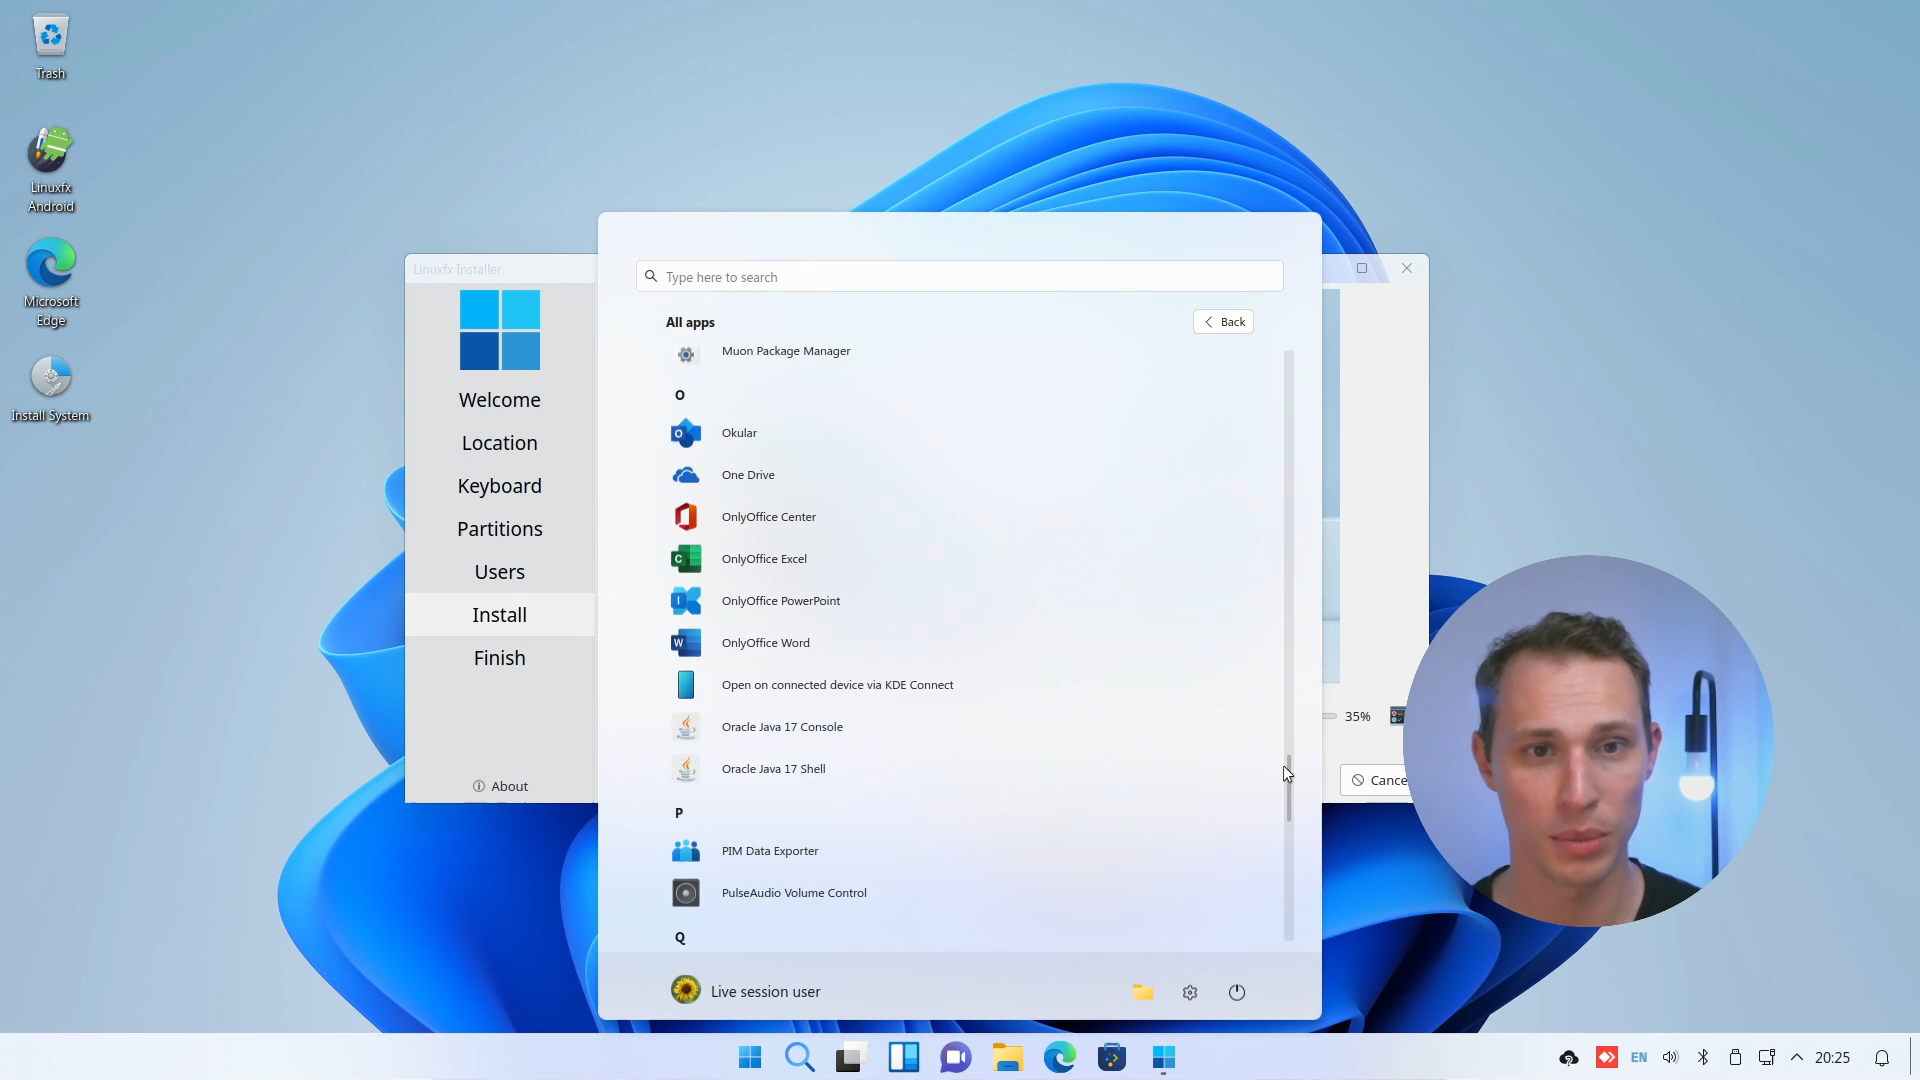 Trash
Linuxfx
Android
Microsoft
Edge
Install System
Linuxfx Installer
Welcome
Location
Keyboard
Partitions
Users
Install
Finish
About
Type here to search
All apps
Back
Muon Package Manager
O
Okular
One Drive
OnlyOffice Center
OnlyOffice Excel
OnlyOffice PowerPoint
OnlyOffice Word
Open on connected device via KDE Connect
Oracle Java 17 Console
Oracle Java 17 Shell
P
PIM Data Exporter
PulseAudio Volume Control
Q
Live session user
35%
Cance
EN
20:25